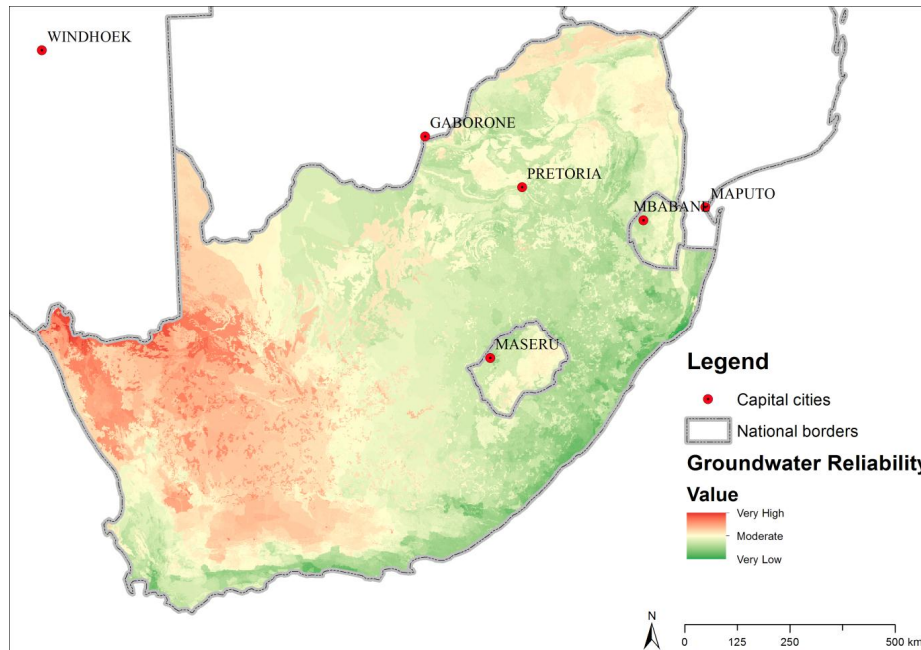 WINDHOEK
GABORONE
PRETORIA
MBABANE
MAPUTO
MASERU
Legend
Capital cities
National borders
Groundwater Reliability
Value
Very High
Moderate
Very Low
N
0 125 250 500 km